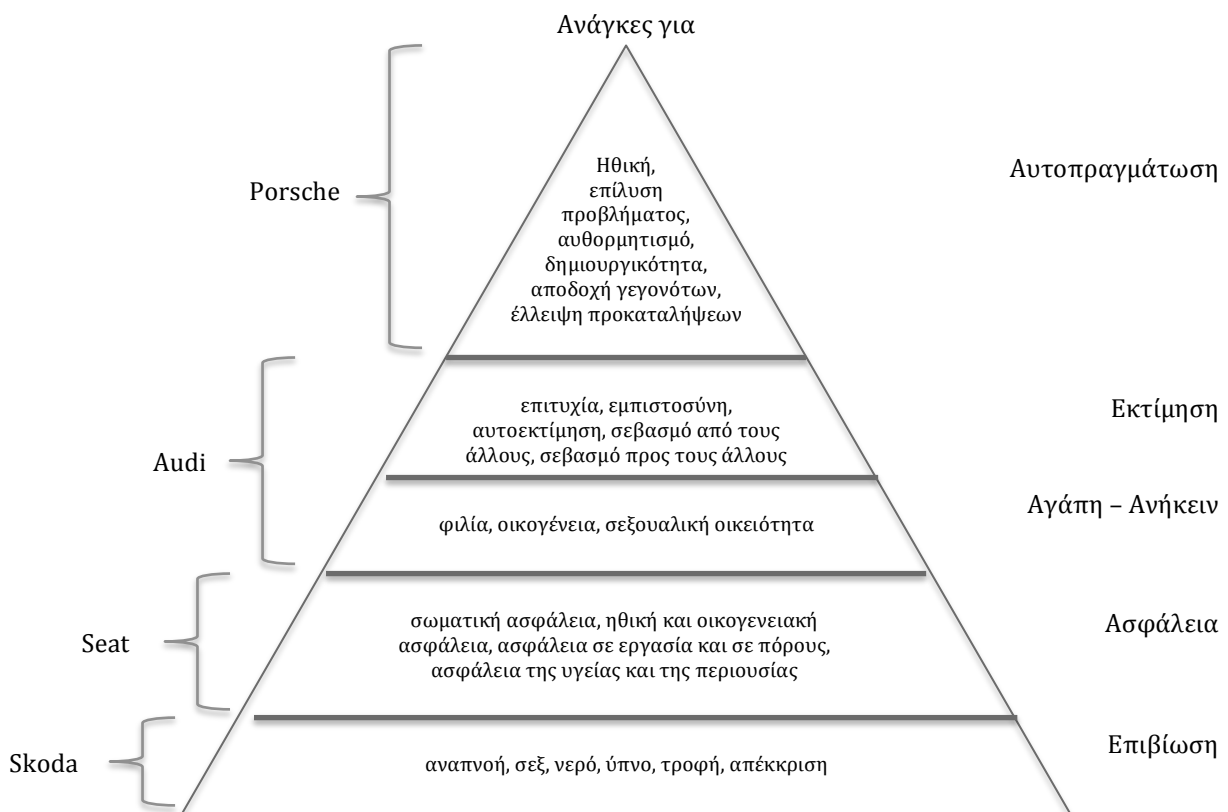 Ανάγκες για
Ηθική,
επίλυση
προβλήματος,
αυθορμητισμό,
δημιουργικότητα,
αποδοχή γεγονότων,
έλλειψη προκαταλήψεων
Porsche
Αυτοπραγμάτωση
επιτυχία, εμπιστοσύνη,
αυτοεκτίμηση, σεβασμό από τους
άλλους, σεβασμό προς τους άλλους
Εκτίμηση
Audi
φιλία, οικογένεια, σεξουαλική οικειότητα
Αγάπη – Ανήκειν
σωματική ασφάλεια, ηθική και οικογενειακή
ασφάλεια, ασφάλεια σε εργασία και σε πόρους,
ασφάλεια της υγείας και της περιουσίας
Seat
Ασφάλεια
Skoda
αναπνοή, σεξ, νερό, ύπνο, τροφή, απέκκριση
Επιβίωση